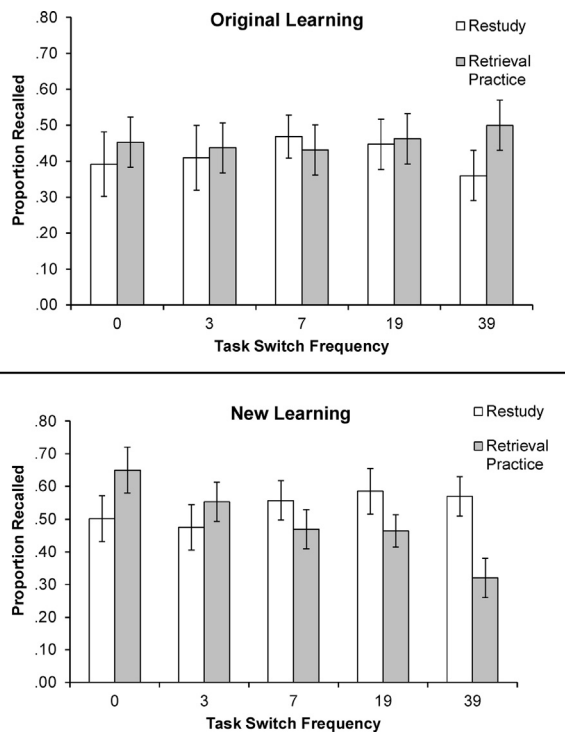 Original Learning
Restudy
Retrieval
Practice
Proportion Recalled
.80
.70
.60
.50
.40
.30
.20
.10
.00
0 3 7 19 39
Task Switch Frequency
New Learning
Restudy
Retrieval
Practice
Proportion Recalled
.80
.70
.60
.50
.40
.30
.20
.10
.00
0 3 7 19 39
Task Switch Frequency